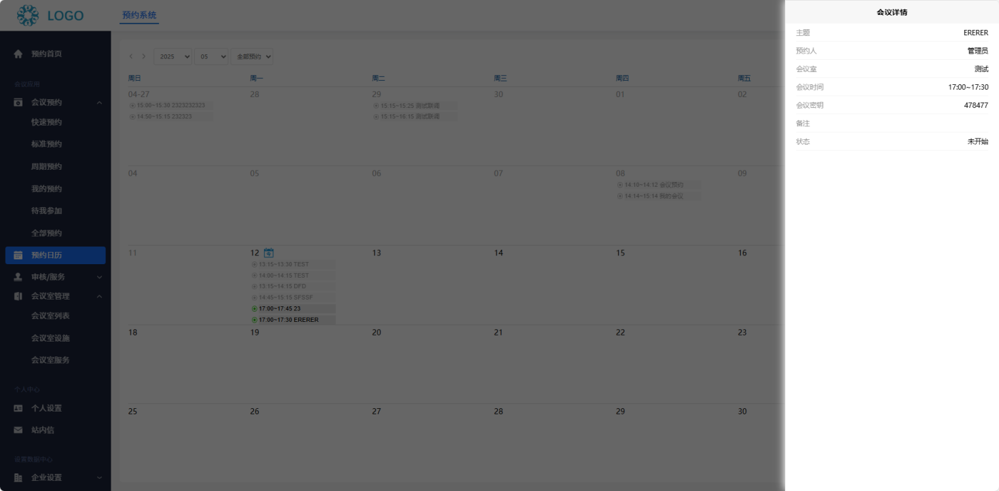 LOGO
预约系统
预约首页
会议应用
会议预约
快速预约
标准预约
周期预约
我的预约
待我参加
全部预约
预约日历
审核/服务
会议室管理
会议室列表
会议室设施
会议室服务
个人中心
个人设置
站内信
设置数据中心
企业设置
2025 05 全部预约
周日 周一 周二 周三 周四 周五
04-27 28 29 30 01 02
15:00~15:30 2323232323
14:50~15:15 232323
15:15~15:25 测试联调
15:15~16:15 测试联调
04 05 06 07 08 09
14:10~14:12 会议预约
14:14~15:14 我的会议
11 12 13 14 15 16
13:15~13:30 TEST
14:00~14:15 TEST
13:15~14:15 DFD
14:45~15:15 SFSSF
17:00~17:45 23
17:00~17:30 ERERER
18 19 20 21 22 23
25 26 27 28 29 30
会议详情
主题 ERERER
预约人 管理员
会议室 测试
会议时间 17:00~17:30
会议密钥 478477
备注
状态 未开始